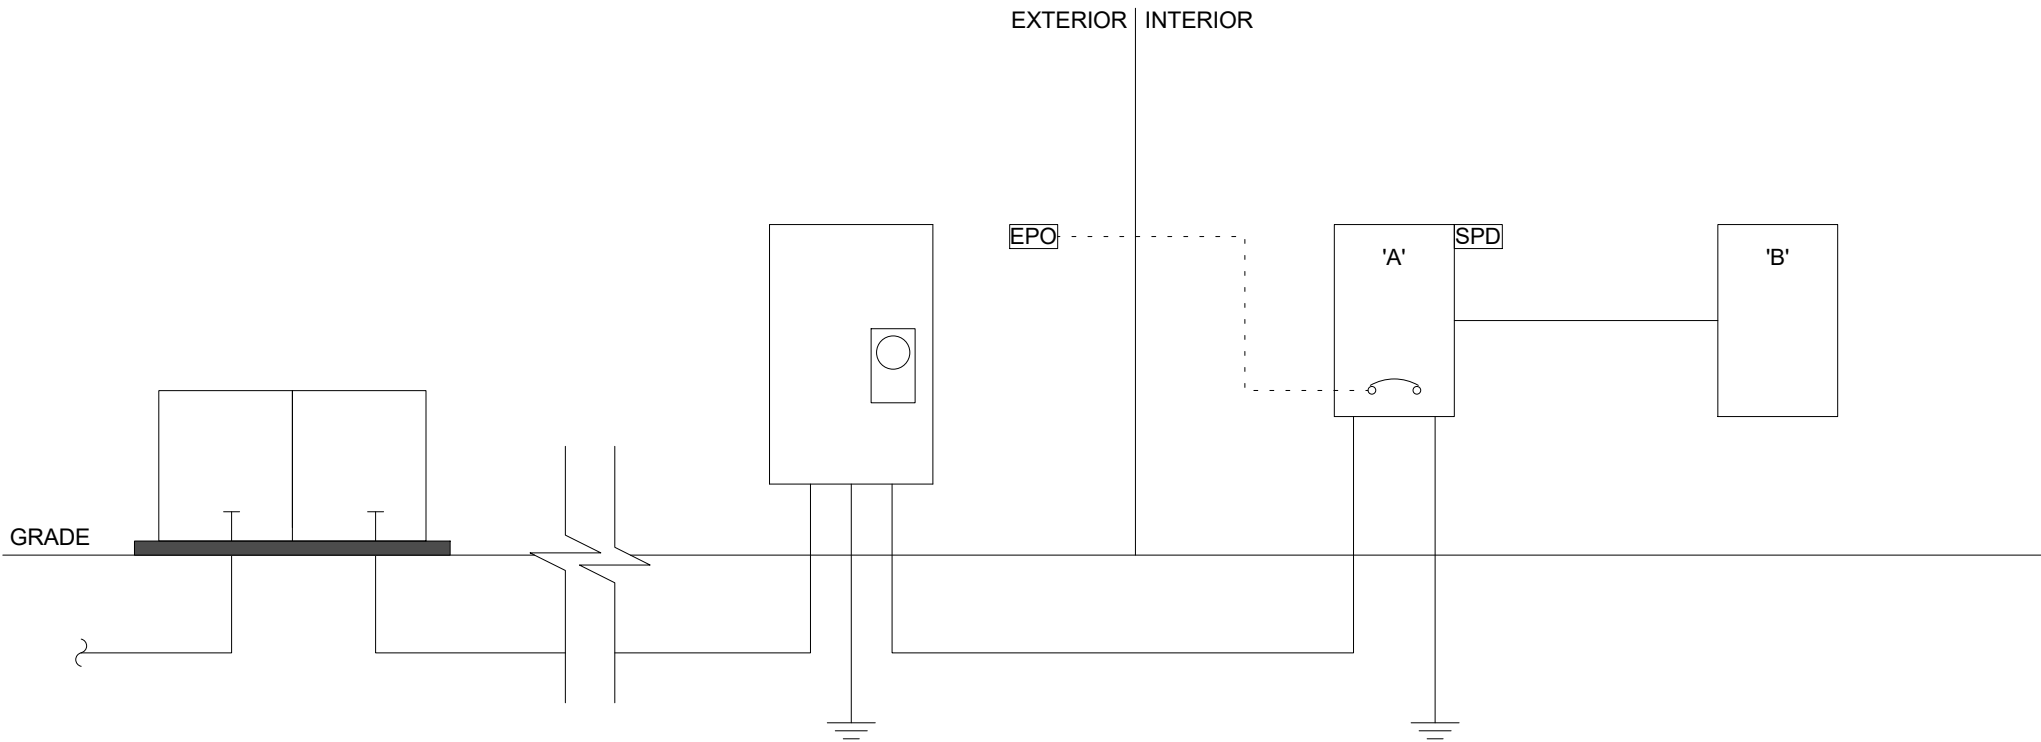 EXTERIOR INTERIOR
EPO
'A'
SPD
'B'
GRADE